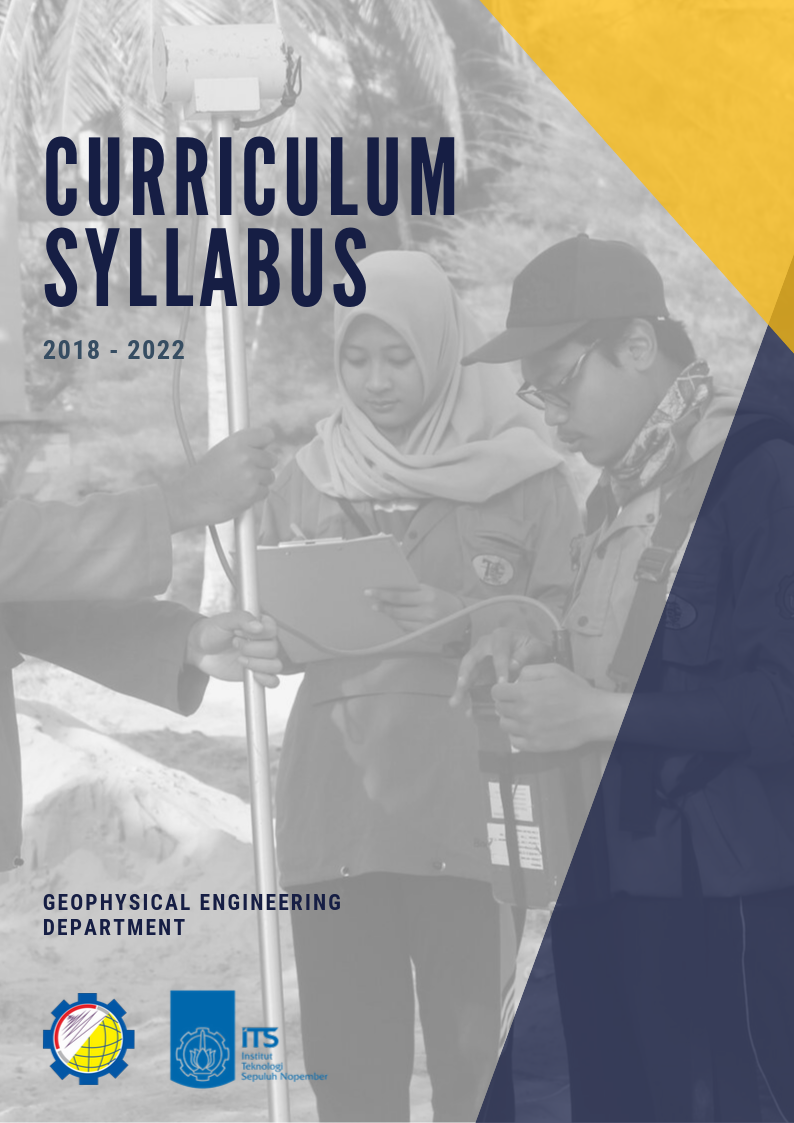 CURRICULUM
SYLLABUS
2018 - 2022
GEOPHYSICAL ENGINEERING
DEPARTMENT
iTS
Institut
Teknologi
Sepuluh Nopember